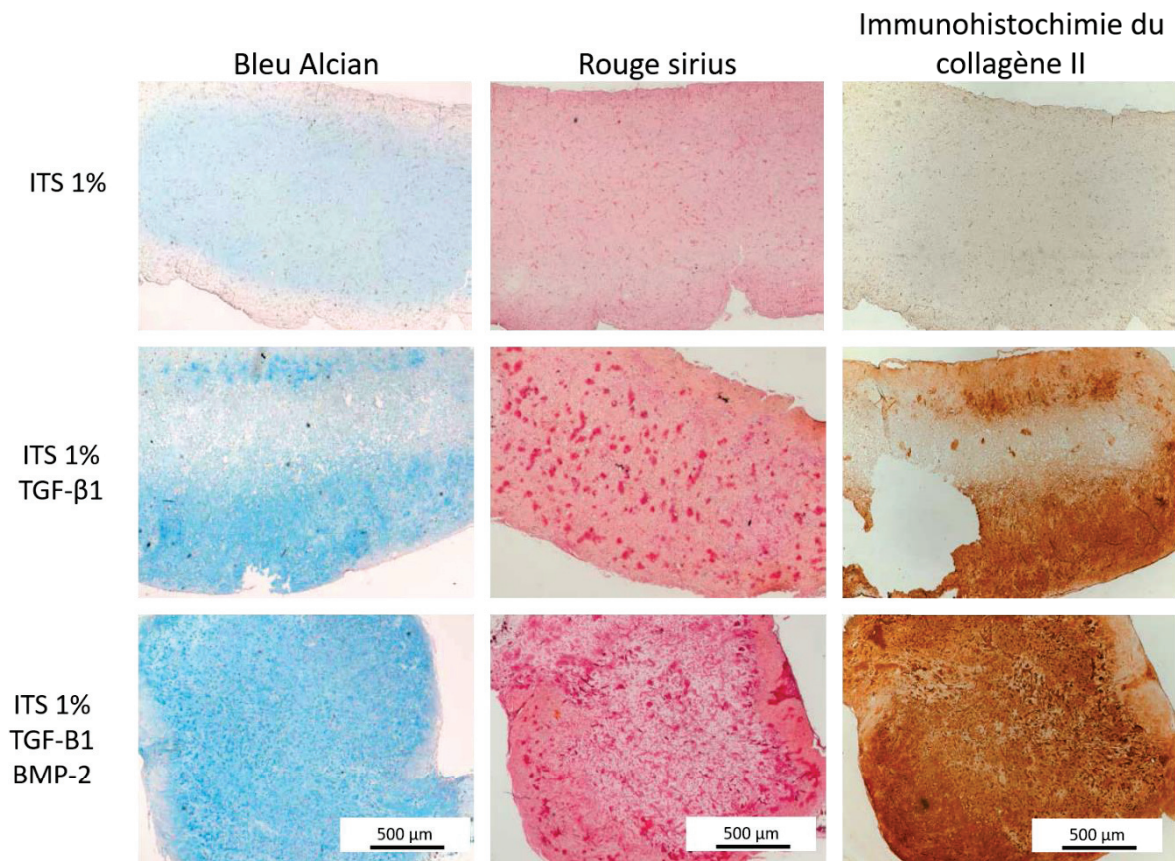 Bleu Alcian
Rouge sirius
Immunohistochimie du
collagène II
ITS 1%
ITS 1%
TGF-β1
ITS 1%
TGF-B1
BMP-2
500 µm
500 µm
500 µm